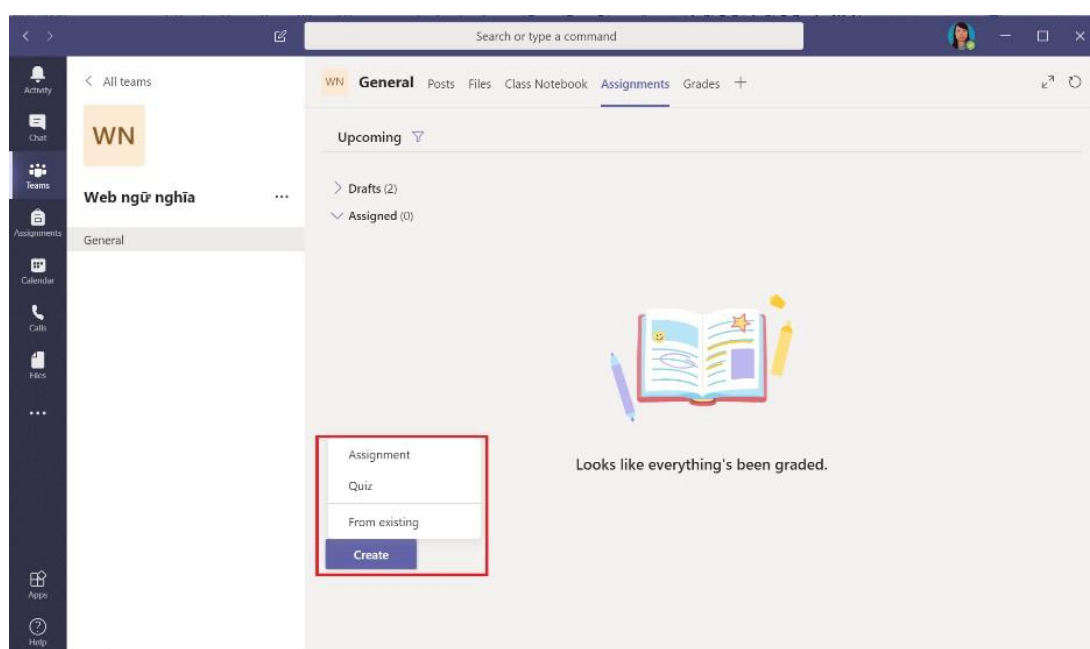 Search or type a command
Activity
Chat
Teams
Assignments
Calendar
Calls
Files
Apps
Help
All teams
WN
Web ngữ nghĩa
General
WN General Posts Files Class Notebook Assignments Grades
Upcoming
Drafts (2)
Assigned (0)
Looks like everything's been graded.
Assignment
Quiz
From existing
Create